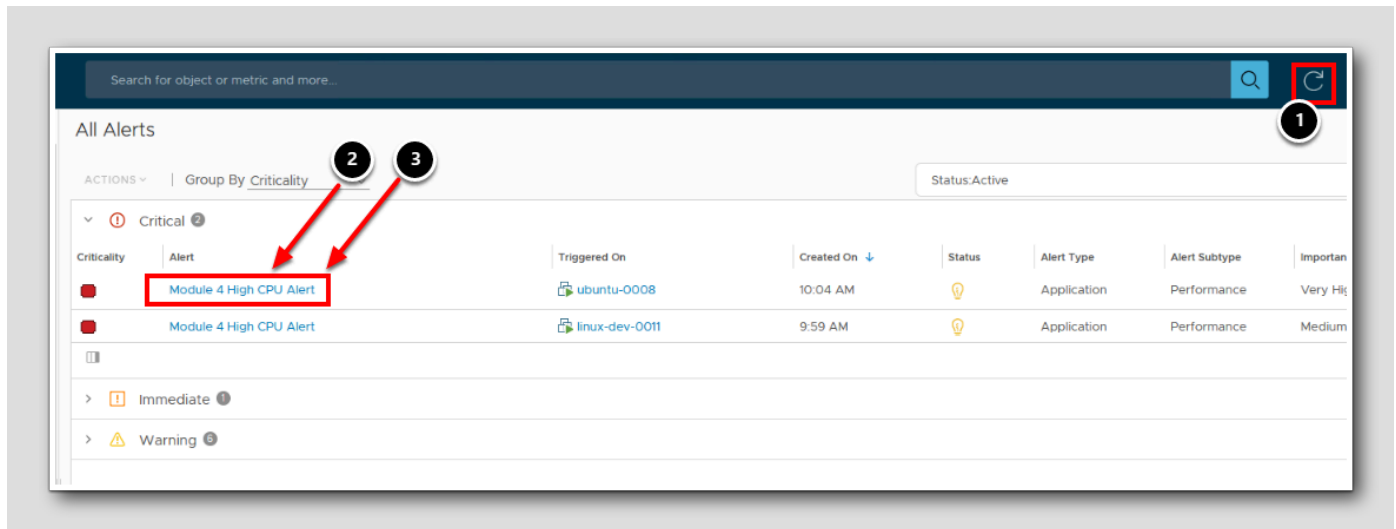 Search for object or metric and more...
1
All Alerts
2 3
ACTIONS | Group By Criticality
Status:Active
Critical 2
Criticality Alert Triggered On Created On ↓ Status Alert Type Alert Subtype Importan
Module 4 High CPU Alert ubuntu-0008 10:04 AM Application Performance Very Hig
Module 4 High CPU Alert linux-dev-0011 9:59 AM Application Performance Medium
Immediate 1
Warning 6